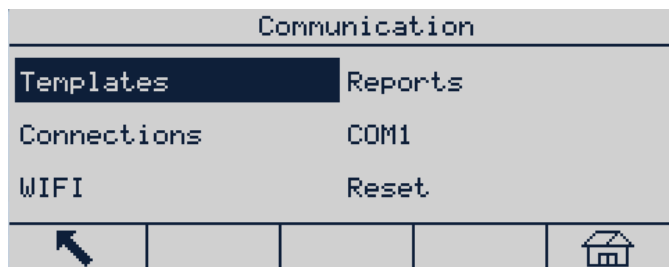 Communication
Templates Reports
Connections COM1
WIFI Reset